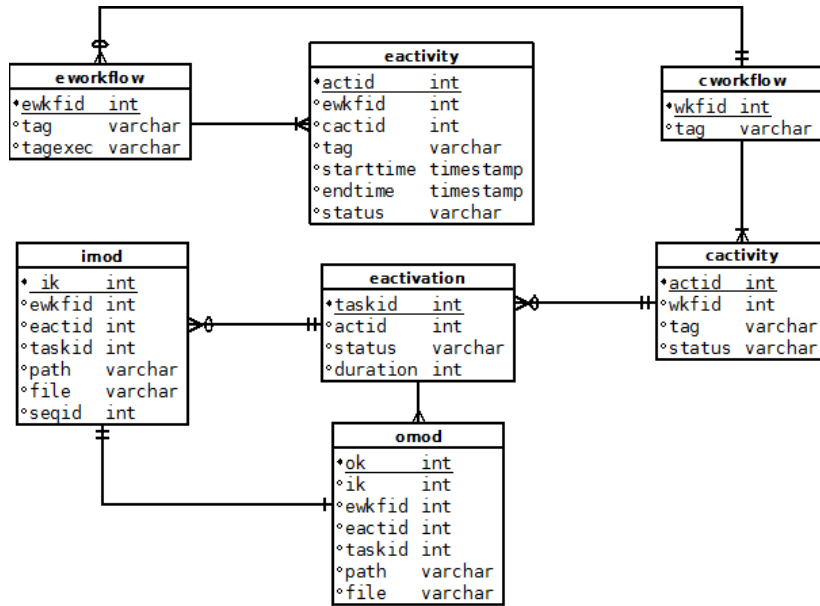 eworkflow
ewkfid int
tag varchar
tagexec varchar
eactivity
actid int
ewkfid int
cactid int
tag varchar
starttime timestamp
endtime timestamp
status varchar
cworkflow
wkfid int
tag varchar
imod
_ik int
ewkfid int
eactid int
taskid int
path varchar
file varchar
seqid int
eactivation
taskid int
actid int
status varchar
duration int
cactivity
actid int
wkfid int
tag varchar
status varchar
omod
ok int
ik int
ewkfid int
eactid int
taskid int
path varchar
file varchar